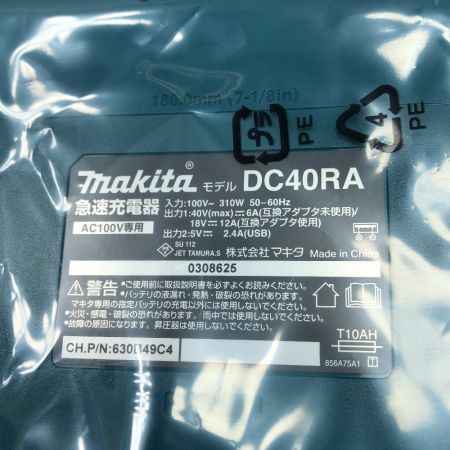 180.0mm (7-1/8in)
プラ
PE
4
PE
makita® モデル DC40RA
急速充電器
AC100V専用
入力:100V~ 310W 50-60Hz
出力1:40V(max)⎓6A(互換アダプタ未使用)/
18V⎓12A(互換アダプタ使用)
出力2:5V⎓ 2.4A(USB)
SU 112
JET TAMURA.S
株式会社マキタ Made in China
0308625
警告
●ご使用前に取扱説明書を必ずよくお読みください。
●バッテリの液漏れ・発熱・破裂の恐れがあります。
マキタ専用の指定バッテリの充電以外には使用しないでください。
●火災・感電・破裂の恐れがあります。
●故障の原因になります。昇圧器は使用しないでください。
CH.P/N:630B49C4
T10AH
856A75A1
T